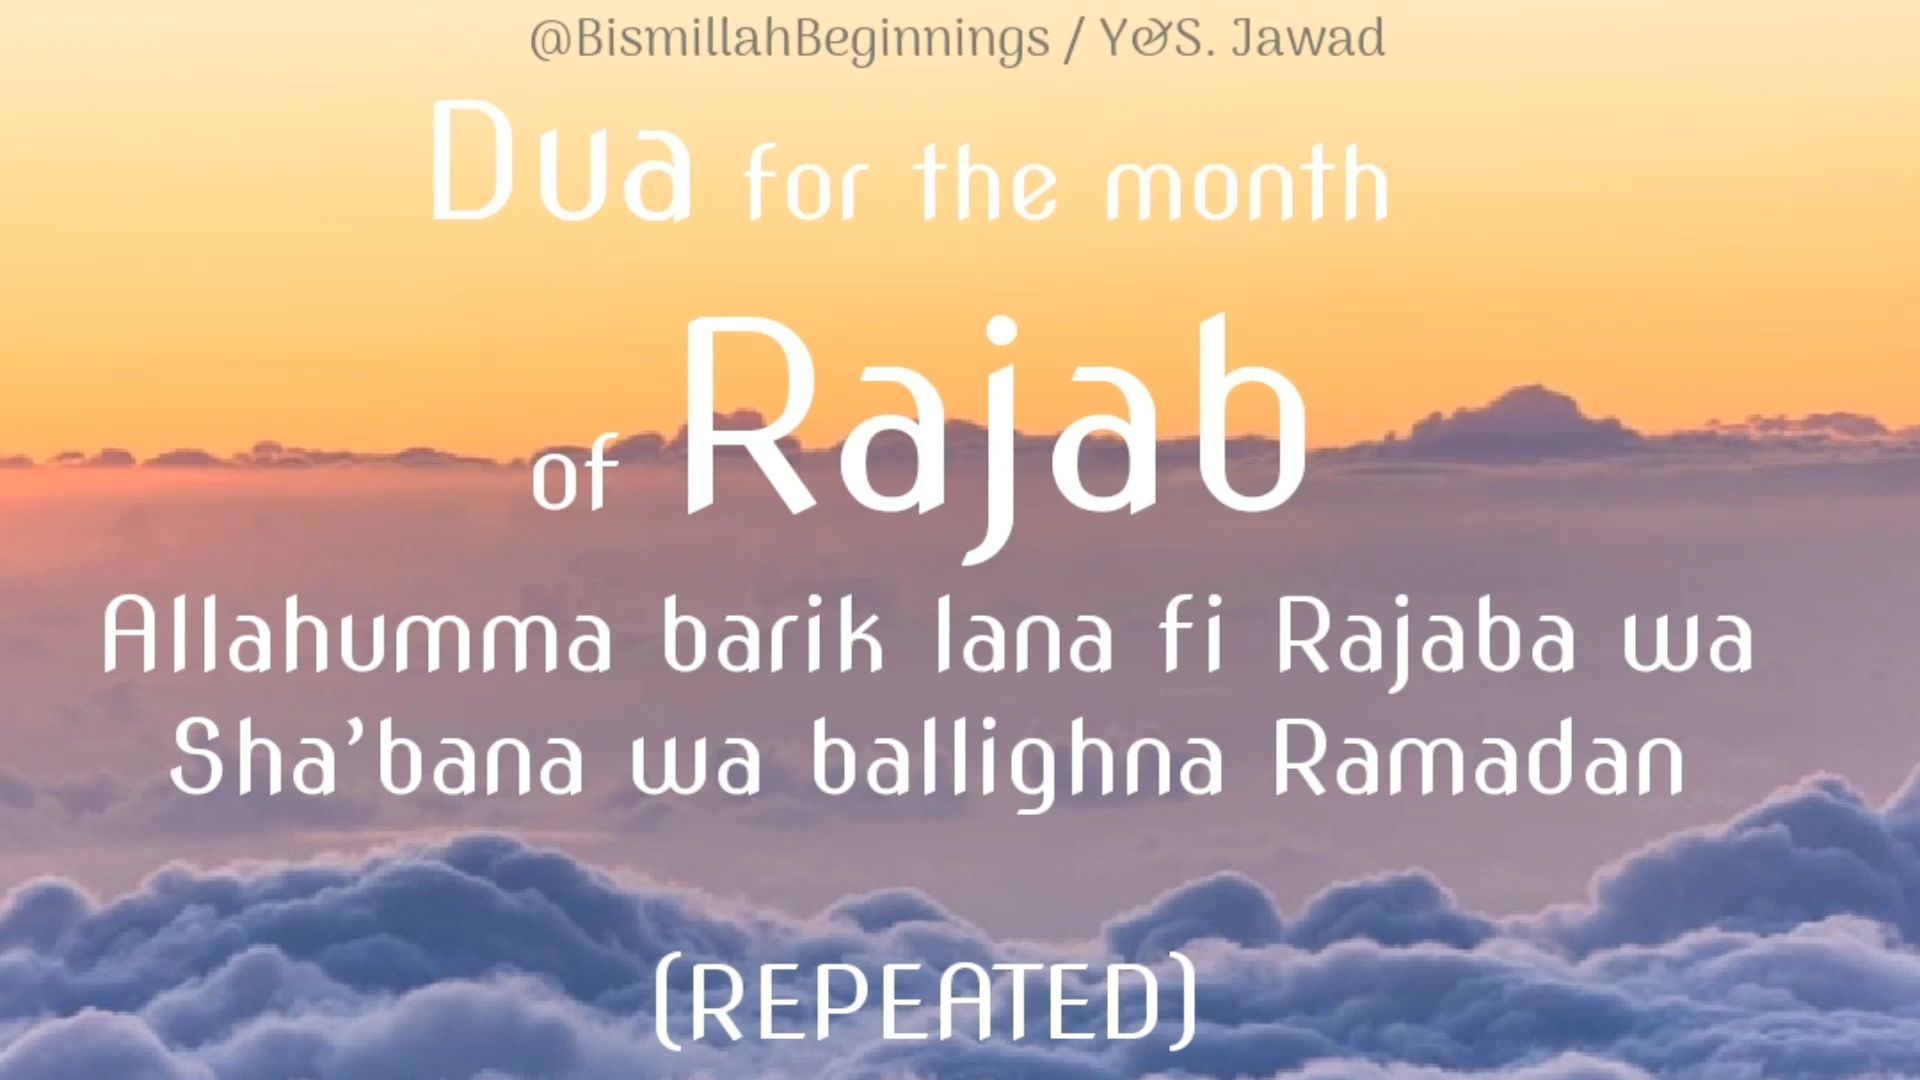 @BismillahBeginnings / Y&S. Jawad
Dua for the month
of Rajab
Allahumma barik lana fi Rajaba wa
Sha’bana wa ballighna Ramadan
(REPEATED)